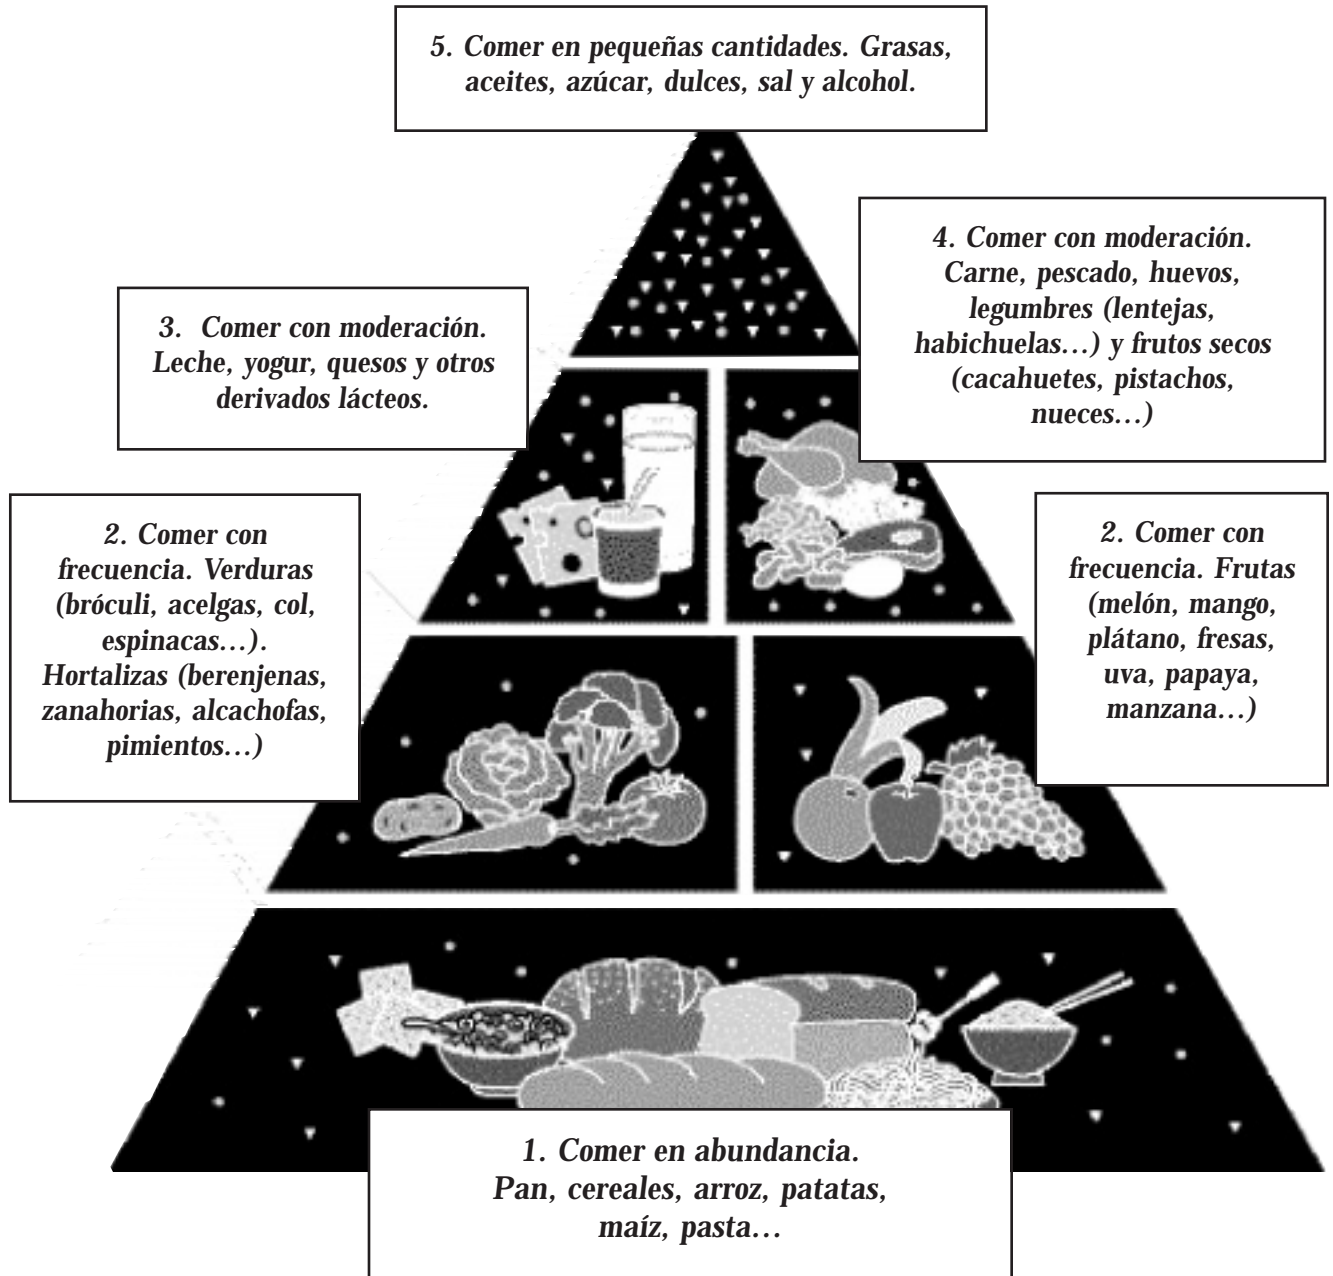 5. Comer en pequeñas cantidades. Grasas,
aceites, azúcar, dulces, sal y alcohol.
4. Comer con moderación.
Carne, pescado, huevos,
legumbres (lentejas,
habichuelas...) y frutos secos
(cacahuetes, pistachos,
nueces...)
3. Comer con moderación.
Leche, yogur, quesos y otros
derivados lácteos.
2. Comer con
frecuencia. Verduras
(bróculi, acelgas, col,
espinacas...).
Hortalizas (berenjenas,
zanahorias, alcachofas,
pimientos...)
2. Comer con
frecuencia. Frutas
(melón, mango,
plátano, fresas,
uva, papaya,
manzana...)
1. Comer en abundancia.
Pan, cereales, arroz, patatas,
maíz, pasta...